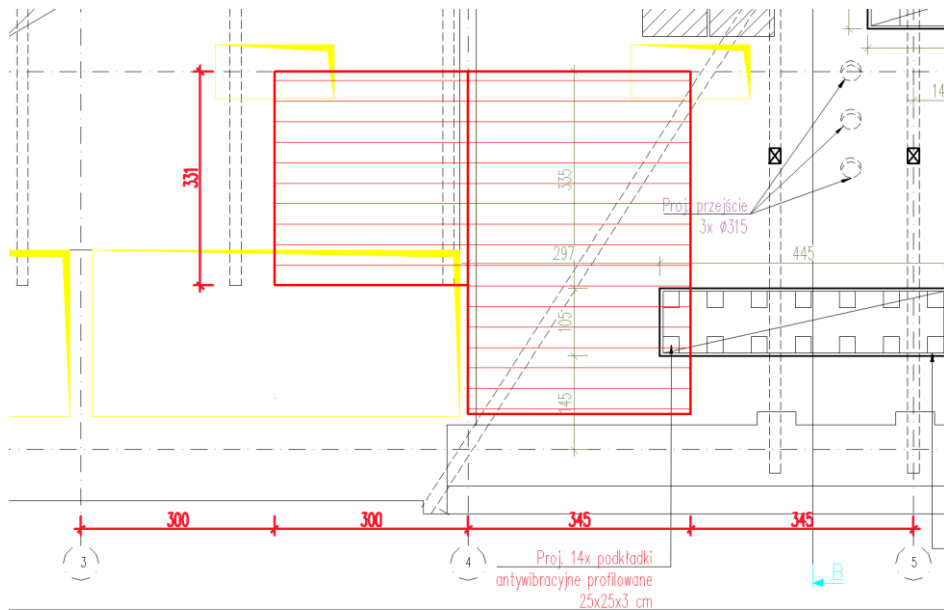 14
331
335
Proj. przejście
3x ø315
297
445
105
145
300
300
345
345
3
4
5
Proj. 14x podkładki
antywibracyjne profilowane
25x25x3 cm
B